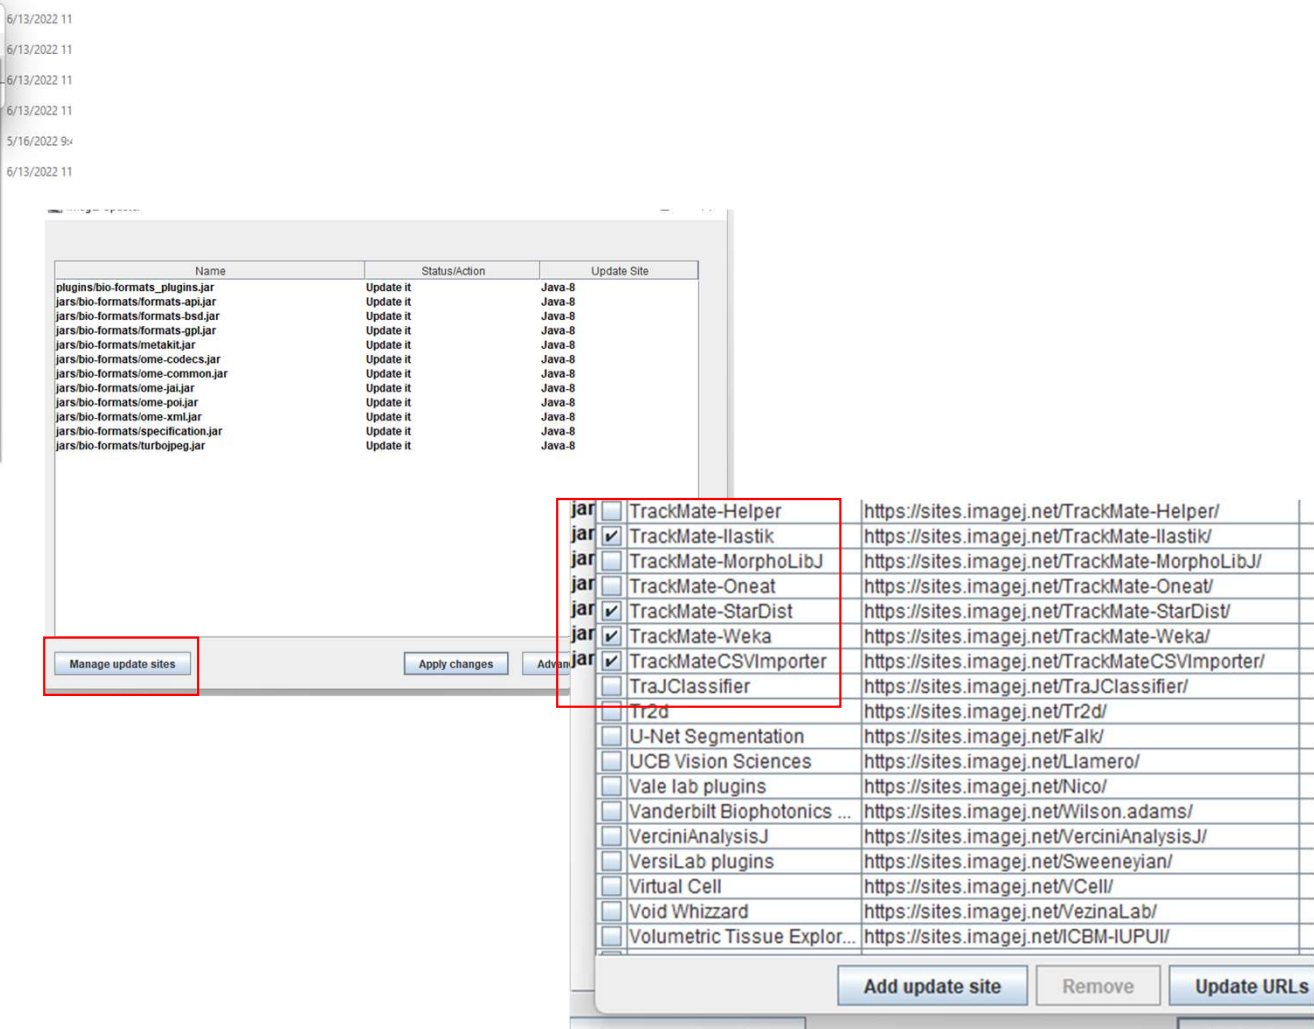 6/13/2022 11
6/13/2022 11
6/13/2022 11
6/13/2022 11
5/16/2022 9:4
6/13/2022 11
Name Status/Action Update Site
plugins/bio-formats_plugins.jar Update it Java-8
jars/bio-formats/formats-api.jar Update it Java-8
jars/bio-formats/formats-bsd.jar Update it Java-8
jars/bio-formats/formats-gpl.jar Update it Java-8
jars/bio-formats/metakit.jar Update it Java-8
jars/bio-formats/ome-codecs.jar Update it Java-8
jars/bio-formats/ome-common.jar Update it Java-8
jars/bio-formats/ome-jai.jar Update it Java-8
jars/bio-formats/ome-poi.jar Update it Java-8
jars/bio-formats/ome-xml.jar Update it Java-8
jars/bio-formats/specification.jar Update it Java-8
jars/bio-formats/turbojpeg.jar Update it Java-8
Manage update sites Apply changes Advan
jar TrackMate-Helper https://sites.imagej.net/TrackMate-Helper/
jar TrackMate-Ilastik https://sites.imagej.net/TrackMate-Ilastik/
jar TrackMate-MorphoLibJ https://sites.imagej.net/TrackMate-MorphoLibJ/
jar TrackMate-Oneat https://sites.imagej.net/TrackMate-Oneat/
jar TrackMate-StarDist https://sites.imagej.net/TrackMate-StarDist/
jar TrackMate-Weka https://sites.imagej.net/TrackMate-Weka/
jar TrackMateCSVImporter https://sites.imagej.net/TrackMateCSVImporter/
TraJClassifier https://sites.imagej.net/TraJClassifier/
Tr2d https://sites.imagej.net/Tr2d/
U-Net Segmentation https://sites.imagej.net/Falk/
UCB Vision Sciences https://sites.imagej.net/Llamero/
Vale lab plugins https://sites.imagej.net/Nico/
Vanderbilt Biophotonics ... https://sites.imagej.net/Wilson.adams/
VerciniAnalysisJ https://sites.imagej.net/VerciniAnalysisJ/
VersiLab plugins https://sites.imagej.net/Sweeneyian/
Virtual Cell https://sites.imagej.net/VCell/
Void Whizzard https://sites.imagej.net/VezinaLab/
Volumetric Tissue Explor... https://sites.imagej.net/ICBM-IUPUI/
Add update site Remove Update URLs